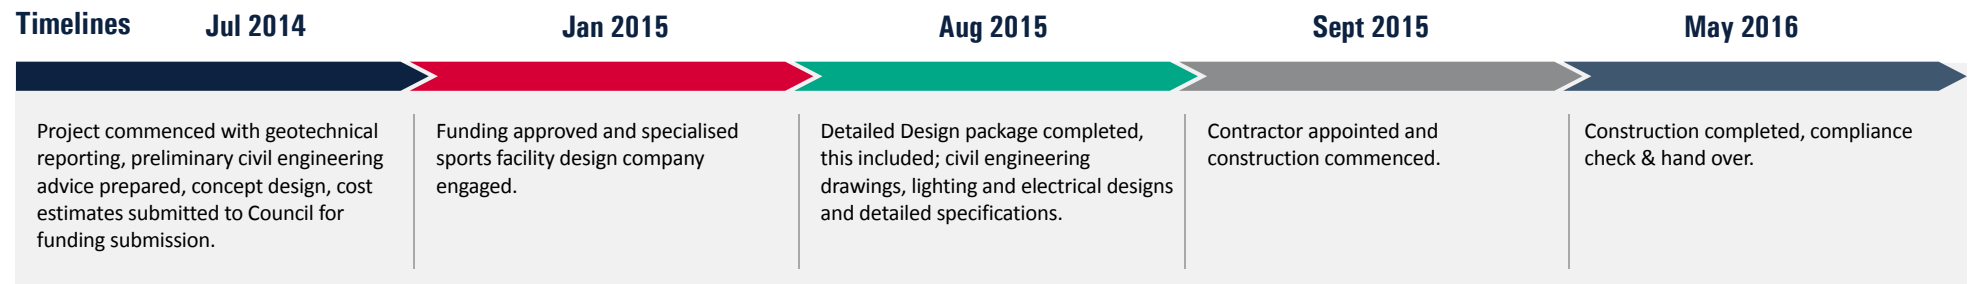 Timelines
Jul 2014
Jan 2015
Aug 2015
Sept 2015
May 2016
Project commenced with geotechnical
reporting, preliminary civil engineering
advice prepared, concept design, cost
estimates submitted to Council for
funding submission.
Funding approved and specialised
sports facility design company
engaged.
Detailed Design package completed,
this included; civil engineering
drawings, lighting and electrical designs
and detailed specifications.
Contractor appointed and
construction commenced.
Construction completed, compliance
check & hand over.